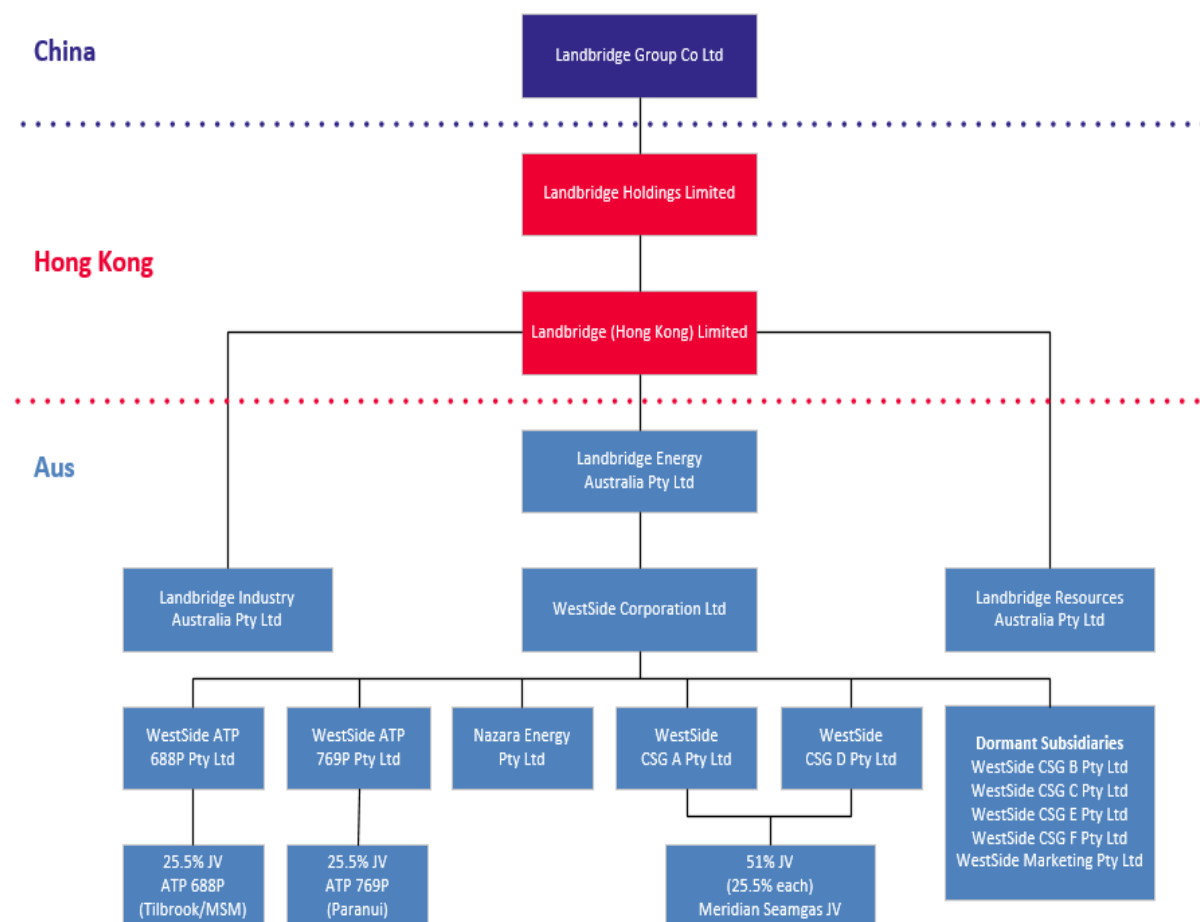 China
Landbridge Group Co Ltd
Landbridge Holdings Limited
Hong Kong
Landbridge (Hong Kong) Limited
Aus
Landbridge Energy
Australia Pty Ltd
Landbridge Industry
Australia Pty Ltd
WestSide Corporation Ltd
Landbridge Resources
Australia Pty Ltd
WestSide ATP
688P Pty Ltd
WestSide ATP
769P Pty Ltd
Nazara Energy
Pty Ltd
WestSide
CSG A Pty Ltd
WestSide
CSG D Pty Ltd
Dormant Subsidiaries
WestSide CSG B Pty Ltd
WestSide CSG C Pty Ltd
WestSide CSG E Pty Ltd
WestSide CSG F Pty Ltd
WestSide Marketing Pty Ltd
25.5% JV
ATP 688P
(Tilbrook/MSM)
25.5% JV
ATP 769P
(Paranui)
51% JV
(25.5% each)
Meridian Seamgas JV